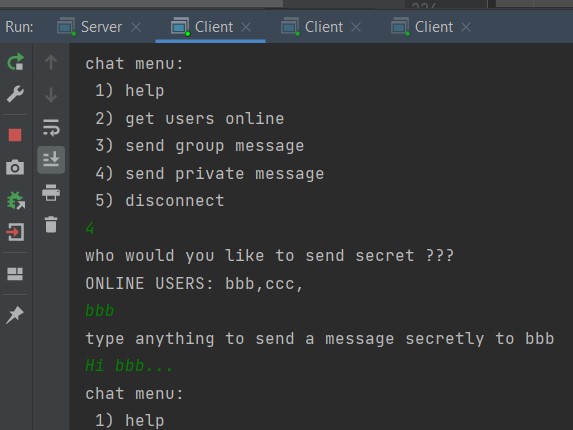 Run: Server × Client × Client × Client ×
chat menu:
1) help
2) get users online
3) send group message
4) send private message
5) disconnect
4
who would you like to send secret ???
ONLINE USERS: bbb,ccc,
bbb
type anything to send a message secretly to bbb
Hi bbb...
chat menu:
1) help